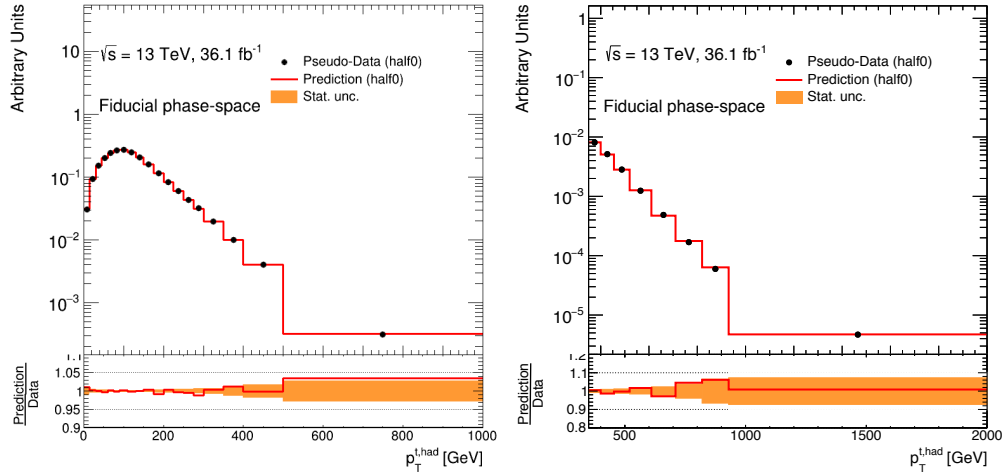 Arbitrary Units
10
1
10⁻¹
10⁻²
10⁻³
√s = 13 TeV, 36.1 fb⁻¹
Pseudo-Data (half0)
Prediction (half0)
Stat. unc.
Fiducial phase-space
Prediction
Data
1.1
1.05
1
0.95
0.9
0 200 400 600 800 1000
p_T^{t,had} [GeV]
Arbitrary Units
1
10⁻¹
10⁻²
10⁻³
10⁻⁴
10⁻⁵
√s = 13 TeV, 36.1 fb⁻¹
Pseudo-Data (half0)
Prediction (half0)
Stat. unc.
Fiducial phase-space
Prediction
Data
1.2
1.1
1
0.9
0.8
500 1000 1500 2000
p_T^{t,had} [GeV]